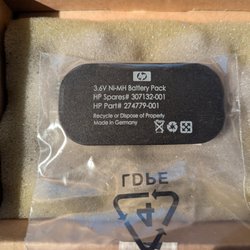 hp
3.6V Ni-MH Battery Pack
HP Spares# 307132-001
HP Part# 274779-001
Recycle or Dispose of Properly
Made in Germany
LDPE
4